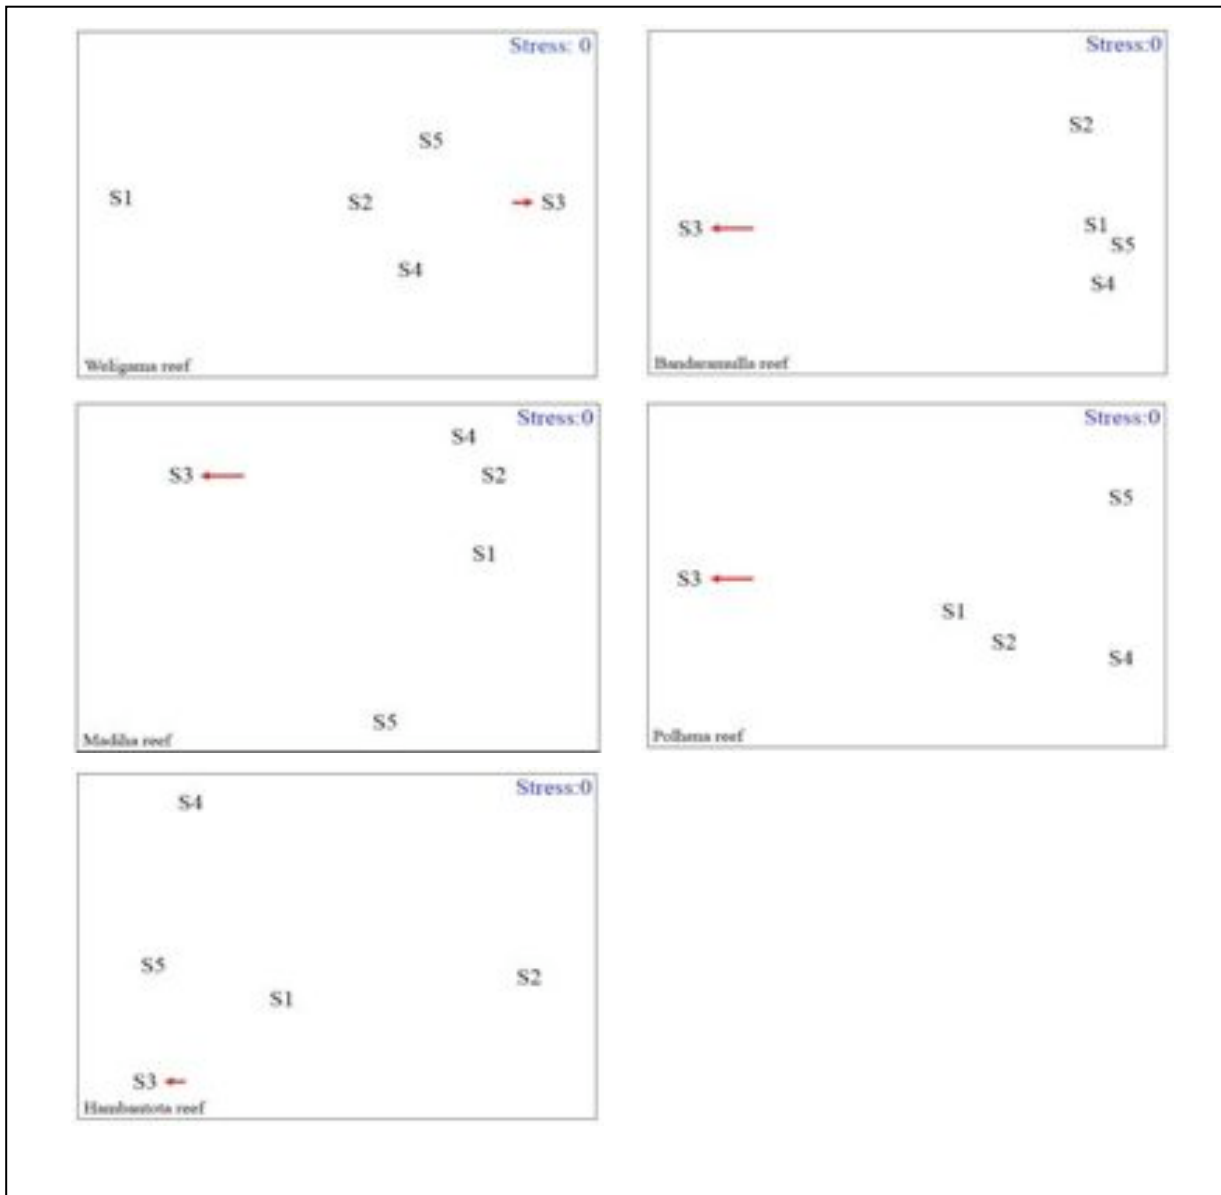 Stress: 0
S5
S1
S2
S3
S4
Weligama reef
Stress:0
S2
S3
S1
S5
S4
Bandaramulla reef
Stress:0
S4
S3
S2
S1
S5
Madiha reef
Stress:0
S5
S3
S1
S2
S4
Polhena reef
Stress:0
S4
S5
S2
S1
S3
Hambantota reef